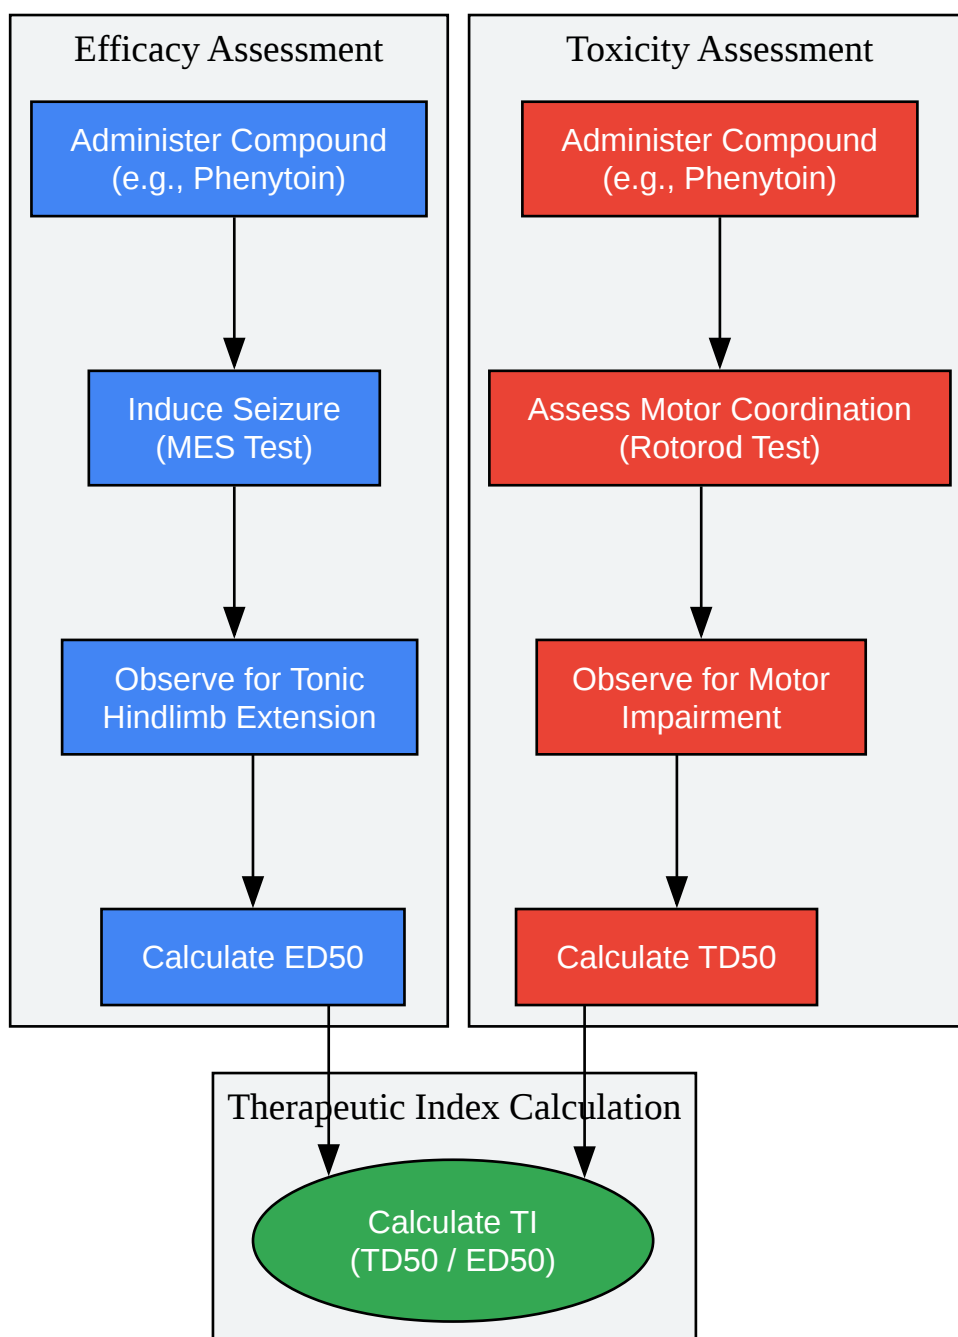 Efficacy Assessment
Administer Compound
(e.g., Phenytoin)
Induce Seizure
(MES Test)
Observe for Tonic
Hindlimb Extension
Calculate ED50
Toxicity Assessment
Administer Compound
(e.g., Phenytoin)
Assess Motor Coordination
(Rotorod Test)
Observe for Motor
Impairment
Calculate TD50
Therapeutic Index Calculation
Calculate TI
(TD50 / ED50)